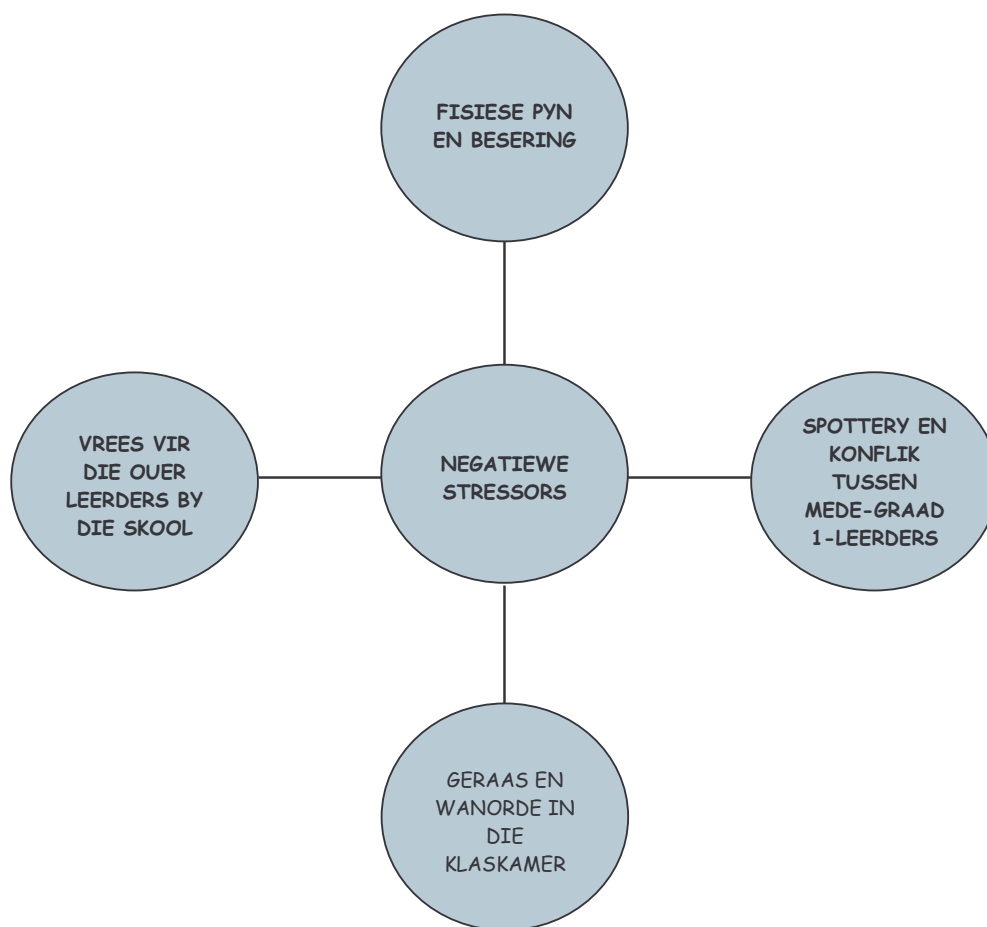 FISIESE PYN
EN BESERING
VREES VIR
DIE OUER
LEERDERS BY
DIE SKOOL
NEGATIEWE
STRESSORS
SPOTTERY EN
KONFLIK
TUSSEN
MEDE-GRAAD
1-LEERDERS
GERAAS EN
WANORDE IN
DIE
KLASKAMER